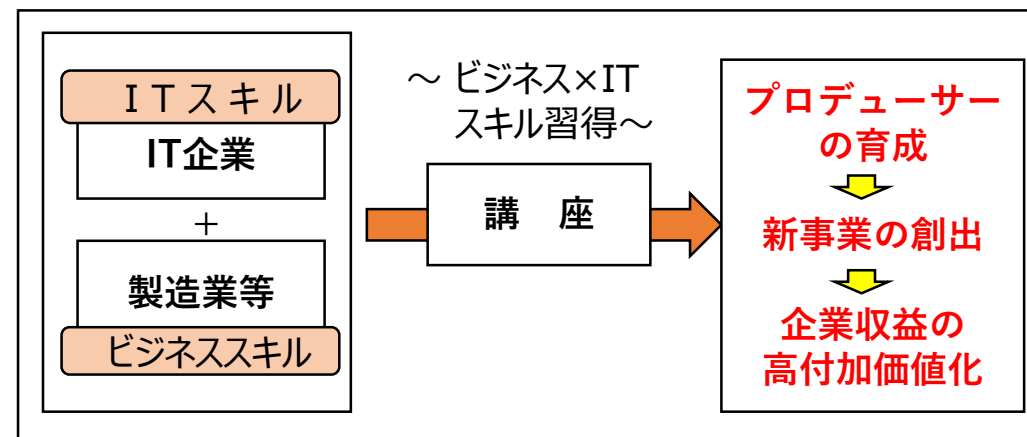 ITスキル
IT企業
+
製造業等
ビジネススキル
~ ビジネス×IT
スキル習得~
講 座
プロデューサー
の育成
新事業の創出
企業収益の
高付加価値化